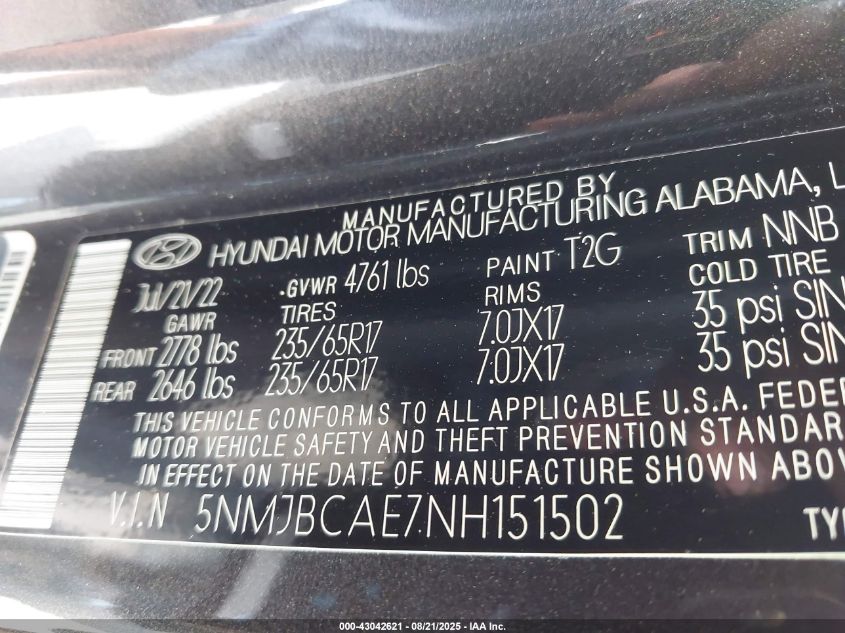 MANUFACTURED BY
HYUNDAI MOTOR MANUFACTURING ALABAMA,
Jul/21/22 .GVWR 4761 lbs PAINT T2G TRIM NNB
GAWR TIRES RIMS COLD TIRE
FRONT 2778 lbs 235/65R17 7.0JX17 35 psi SIN
REAR 2646 lbs 235/65R17 7.0JX17 35 psi SIN
THIS VEHICLE CONFORMS TO ALL APPLICABLE U.S.A. FEDE
MOTOR VEHICLE SAFETY AND THEFT PREVENTION STANDAR
IN EFFECT ON THE DATE OF MANUFACTURE SHOWN ABOV
V.I.N 5NMJBCAE7NH151502 TY
000-43042621 - 08/21/2025 - IAA Inc.